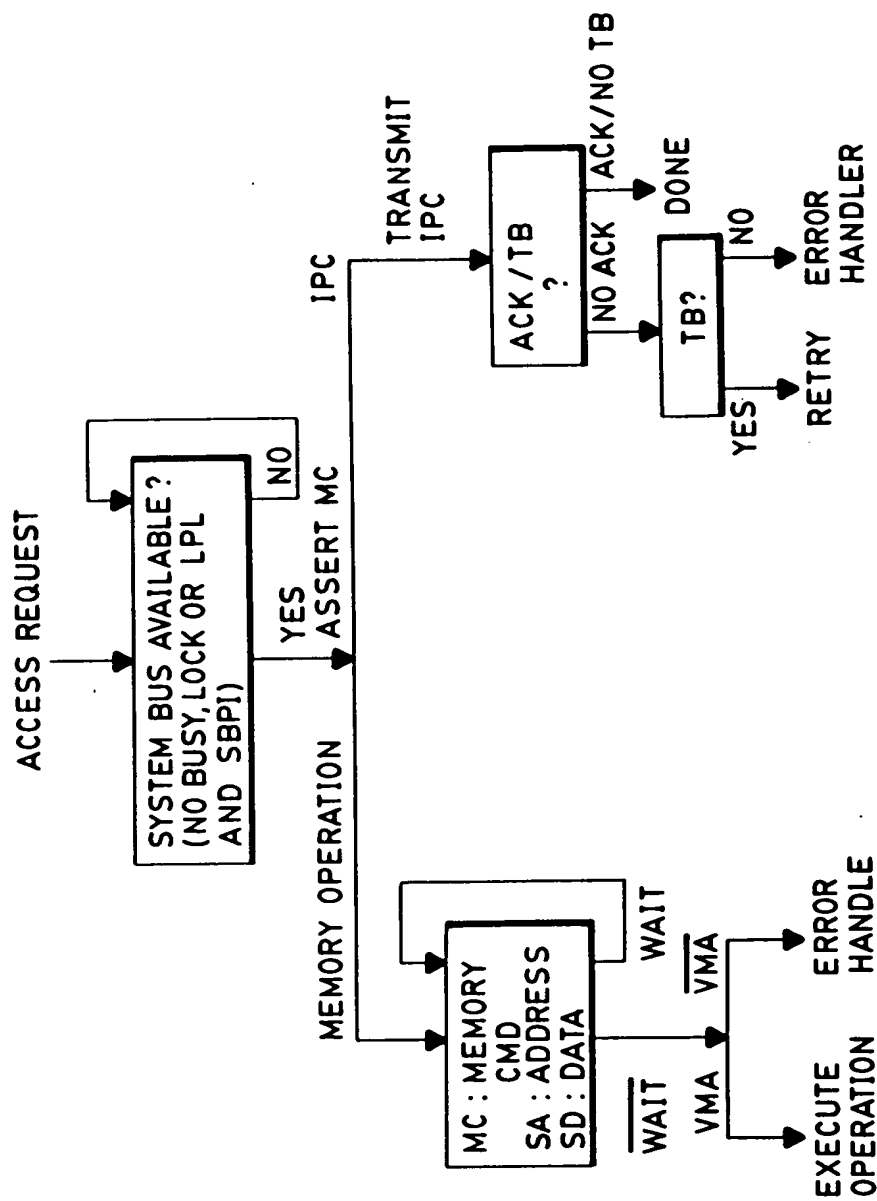 ACCESS REQUEST
SYSTEM BUS AVAILABLE?
(NO BUSY, LOCK OR LPL
AND SBPI)
NO
YES
ASSERT MC
MEMORY OPERATION
IPC
MC : MEMORY
CMD
SA : ADDRESS
SD : DATA
WAIT
WAIT
VMA
VMA
EXECUTE
OPERATION
ERROR
HANDLE
TRANSMIT
IPC
ACK / TB
?
NO ACK
ACK/NO TB
DONE
TB?
YES
NO
RETRY
ERROR
HANDLER